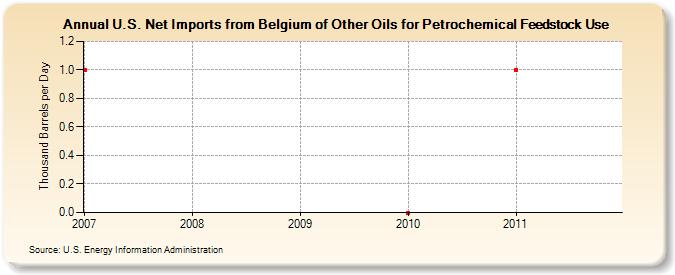 Annual U.S. Net Imports from Belgium of Other Oils for Petrochemical Feedstock Use
Thousand Barrels per Day
1.2
1.0
0.8
0.6
0.4
0.2
0.0
2007 2008 2009 2010 2011
Source: U.S. Energy Information Administration